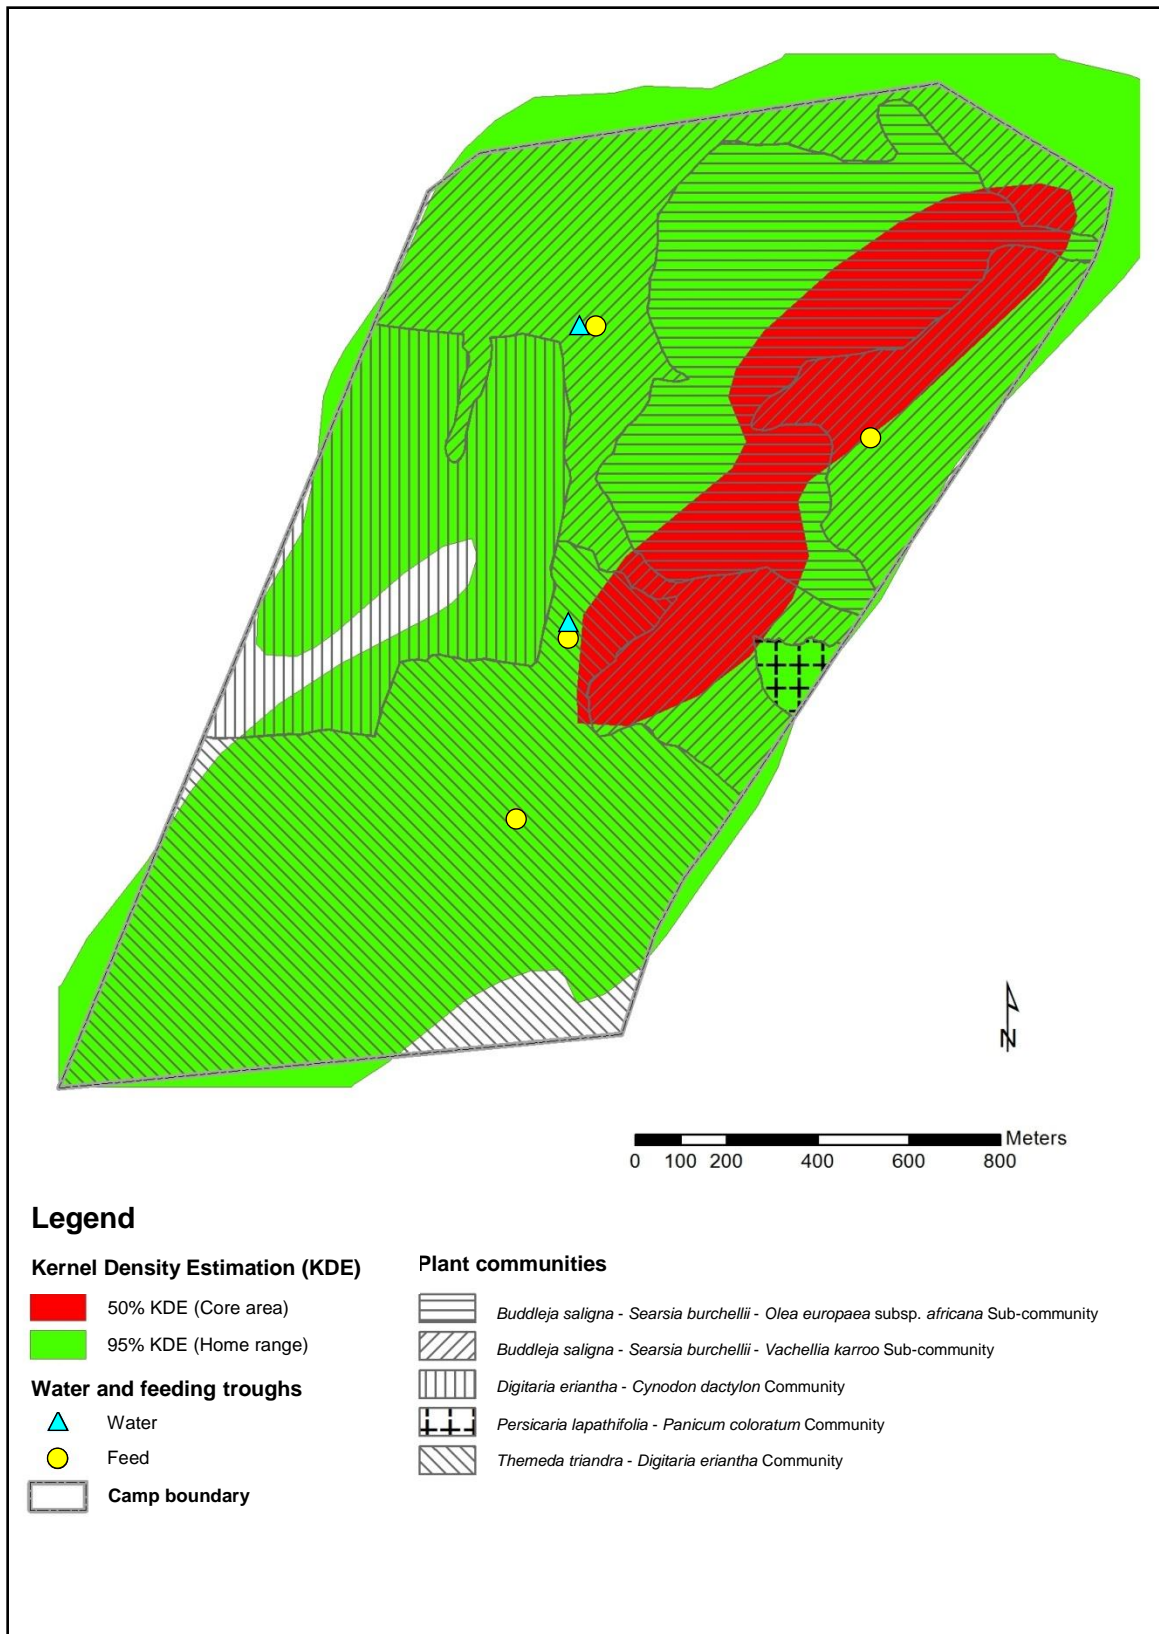 N
Meters
0 100 200 400 600 800
Legend
Kernel Density Estimation (KDE)
50% KDE (Core area)
95% KDE (Home range)
Water and feeding troughs
Water
Feed
Camp boundary
Plant communities
Buddleja saligna - Searsia burchellii - Olea europaea subsp. africana Sub-community
Buddleja saligna - Searsia burchellii - Vachellia karroo Sub-community
Digitaria eriantha - Cynodon dactylon Community
Persicaria lapathifolia - Panicum coloratum Community
Themeda triandra - Digitaria eriantha Community